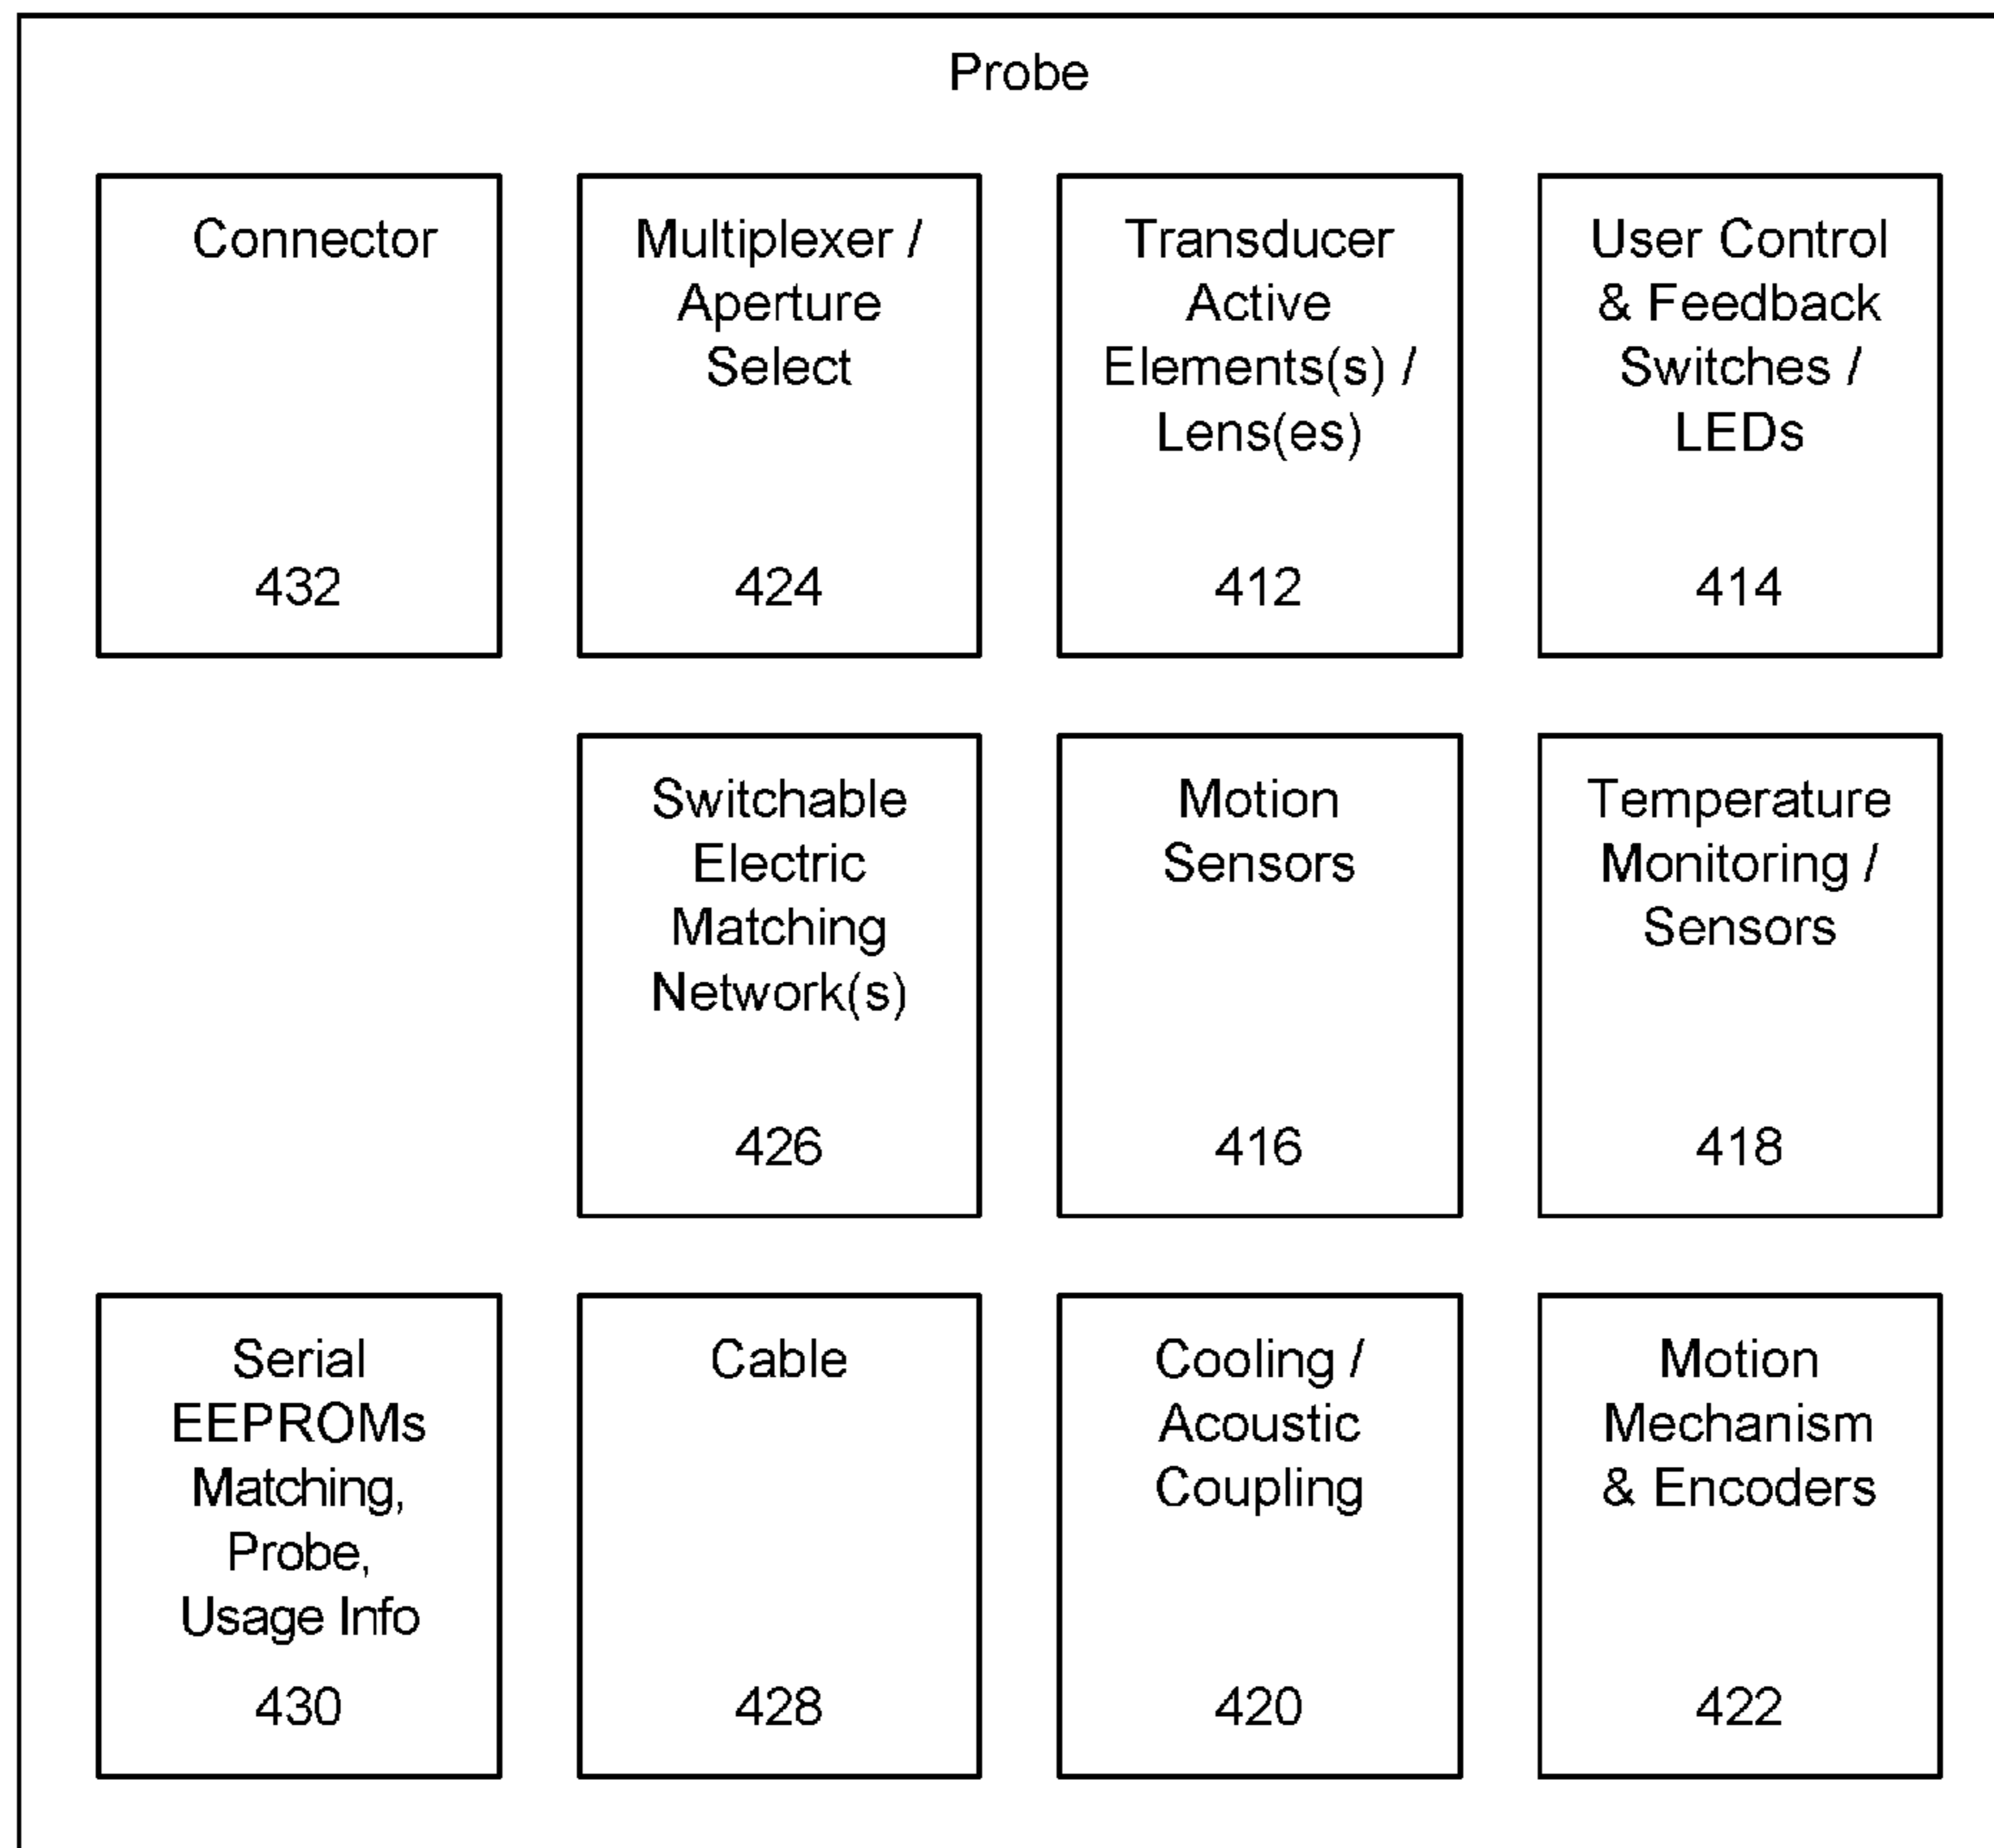 Probe
Connector
432
Multiplexer /
Aperture
Select
424
Transducer
Active
Elements(s) /
Lens(es)
412
User Control
& Feedback
Switches /
LEDs
414
Switchable
Electric
Matching
Network(s)
426
Motion
Sensors
416
Temperature
Monitoring /
Sensors
418
Serial
EEPROMs
Matching,
Probe,
Usage Info
430
Cable
428
Cooling /
Acoustic
Coupling
420
Motion
Mechanism
& Encoders
422